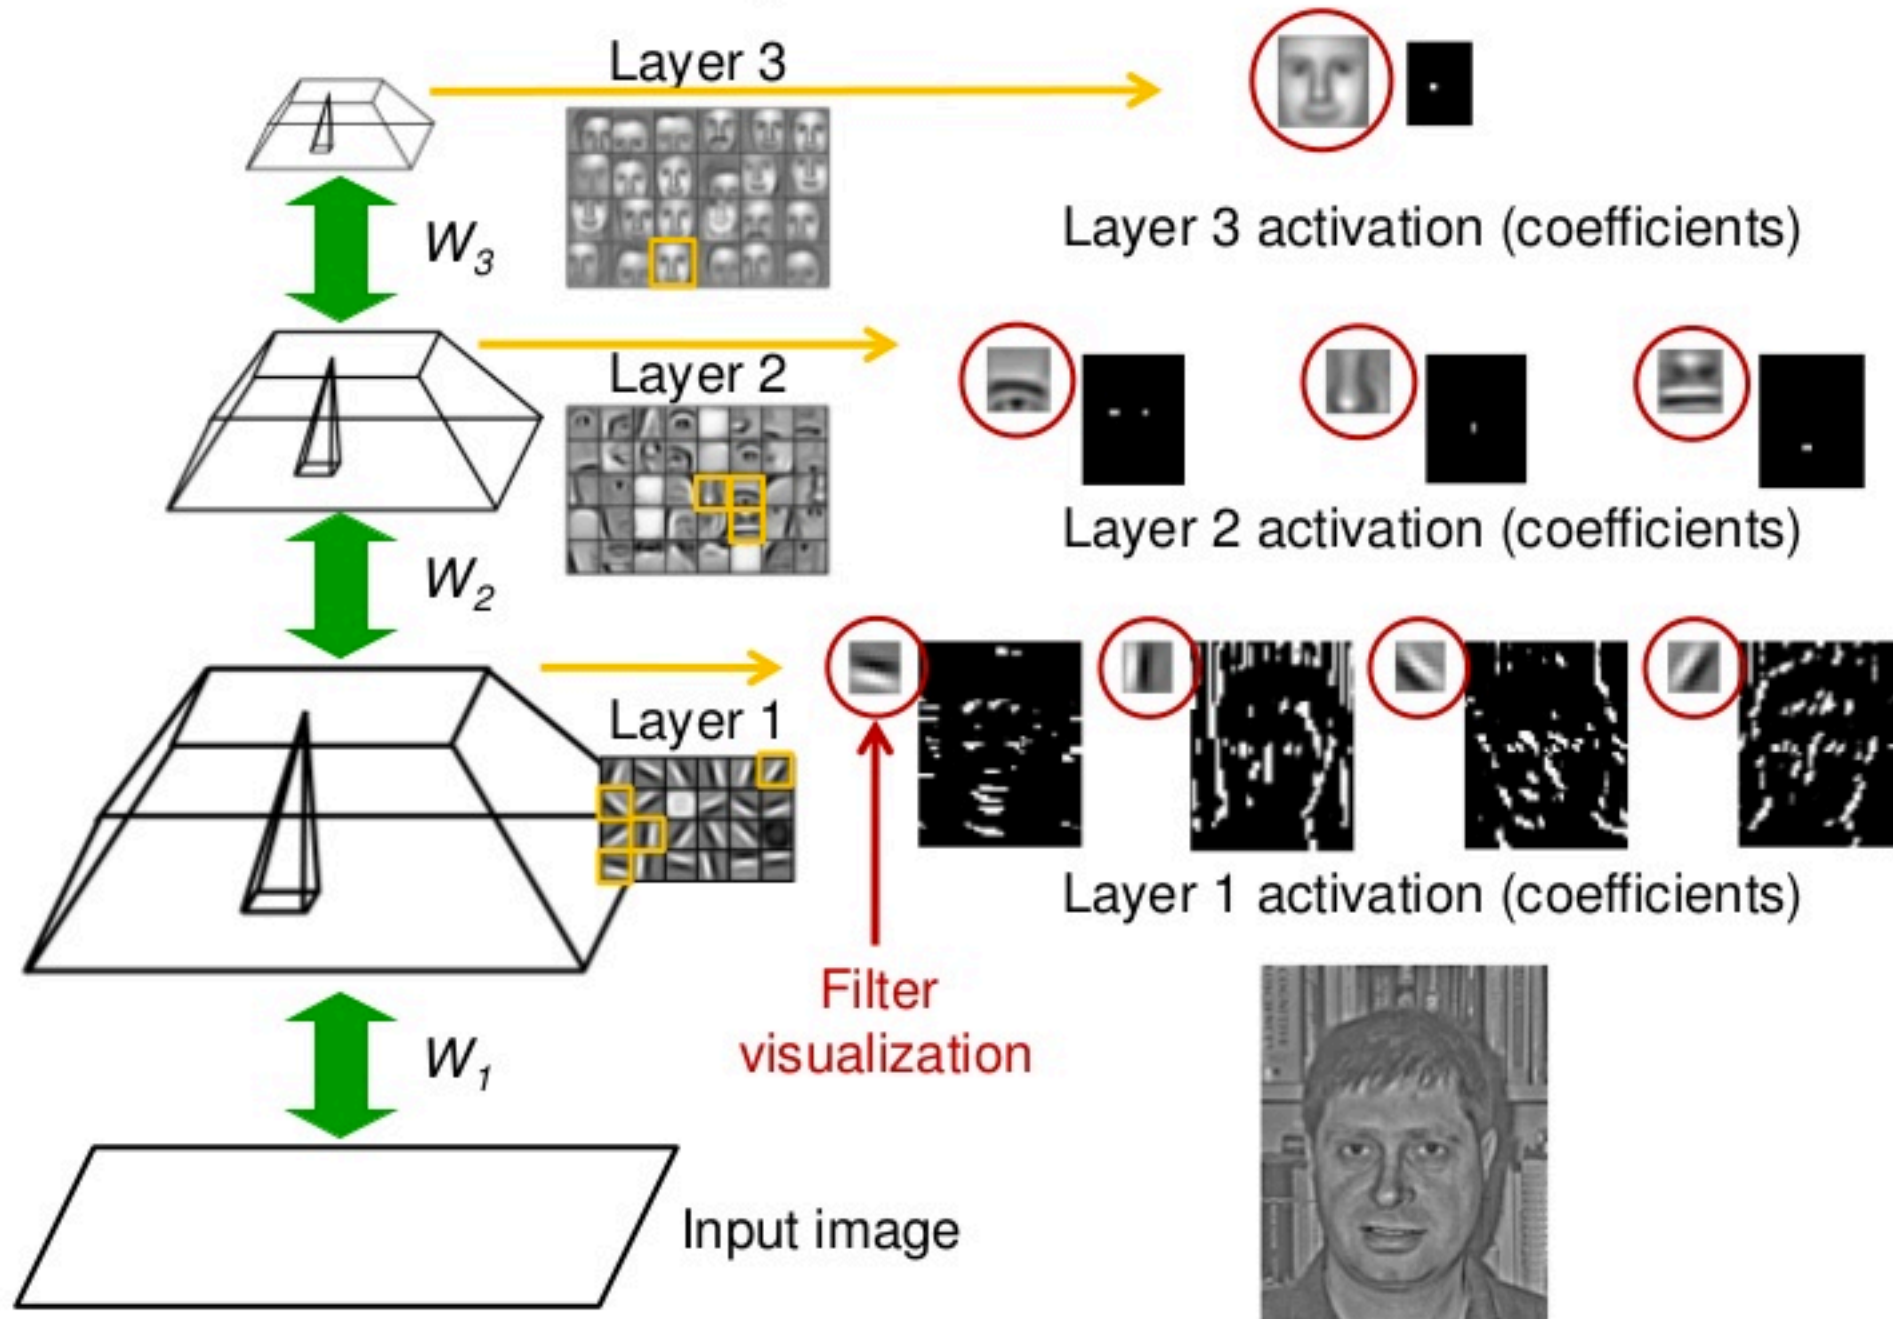 Layer 3
Layer 3 activation (coefficients)
W3
Layer 2
Layer 2 activation (coefficients)
W2
Layer 1
Layer 1 activation (coefficients)
Filter
visualization
W1
Input image